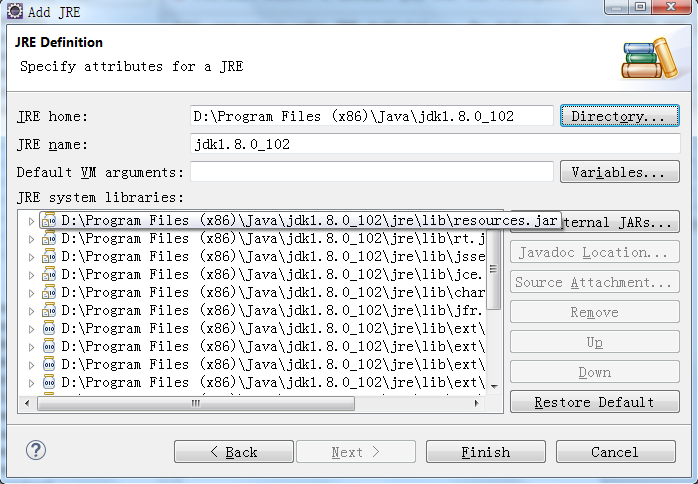 Add JRE
JRE Definition
Specify attributes for a JRE
JRE home: D:\Program Files (x86)\Java\jdk1.8.0_102 Directory...
JRE name: jdk1.8.0_102
Default VM arguments: Variables...
JRE system libraries:
D:\Program Files (x86)\Java\jdk1.8.0_102\jre\lib\resources.jar ternal JARs...
D:\Program Files (x86)\Java\jdk1.8.0_102\jre\lib\rt.j
D:\Program Files (x86)\Java\jdk1.8.0_102\jre\lib\jsse Javadoc Location...
D:\Program Files (x86)\Java\jdk1.8.0_102\jre\lib\jce. Source Attachment...
D:\Program Files (x86)\Java\jdk1.8.0_102\jre\lib\char
D:\Program Files (x86)\Java\jdk1.8.0_102\jre\lib\jfr. Remove
D:\Program Files (x86)\Java\jdk1.8.0_102\jre\lib\ext\ Up
D:\Program Files (x86)\Java\jdk1.8.0_102\jre\lib\ext\
D:\Program Files (x86)\Java\jdk1.8.0_102\jre\lib\ext\ Down
D:\Program Files (x86)\Java\jdk1.8.0_102\jre\lib\ext\
Restore Default
? < Back Next > Finish Cancel